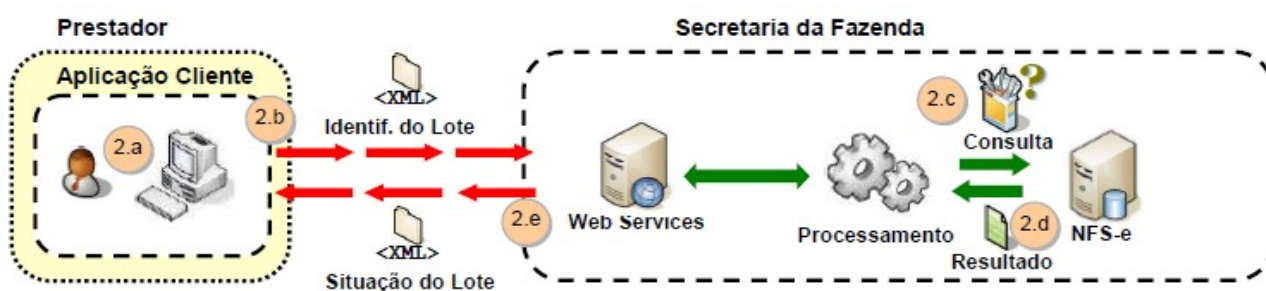 Prestador
Secretaria da Fazenda
Aplicação Cliente
2.a
2.b
<XML>
Identif. do Lote
<XML>
Situação do Lote
2.e
Web Services
Processamento
2.c
Consulta
2.d
Resultado
NFS-e